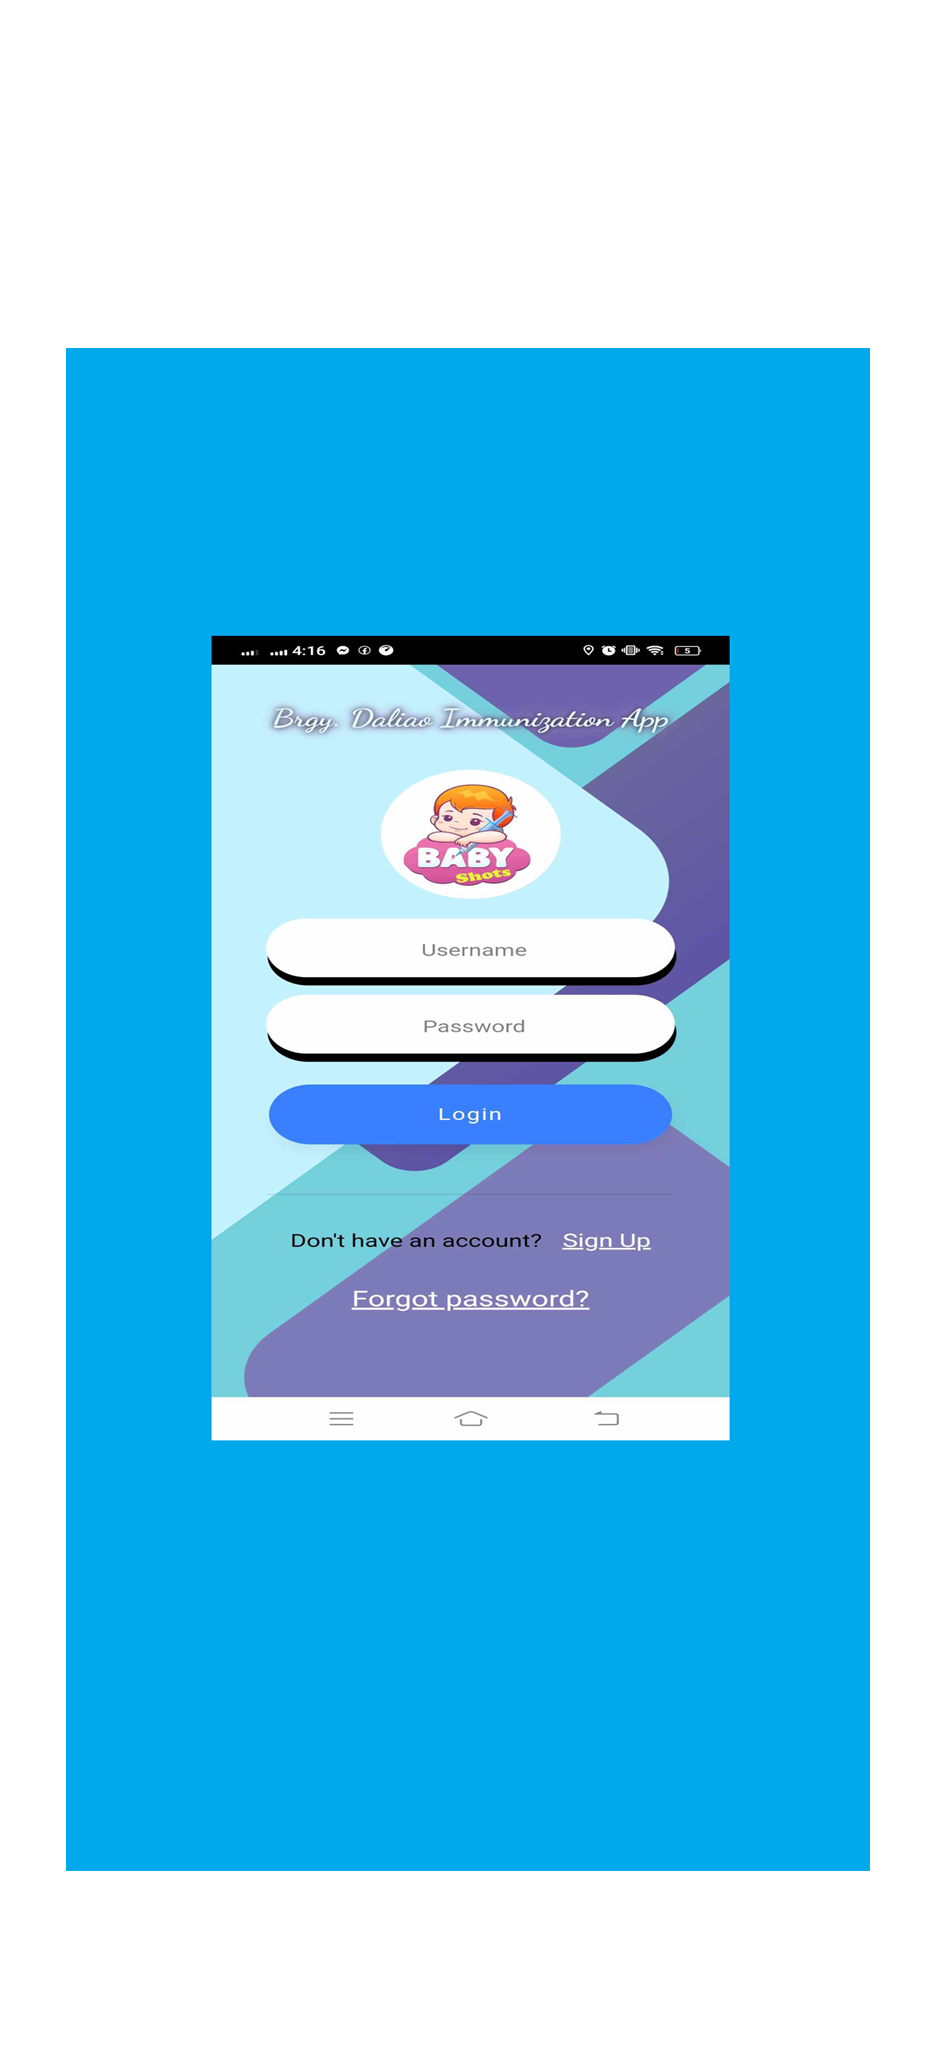 4:16
5
Brgy. Daliao Immunization App
BABY
Shots
Username
Password
Login
Don't have an account? Sign Up
Forgot password?